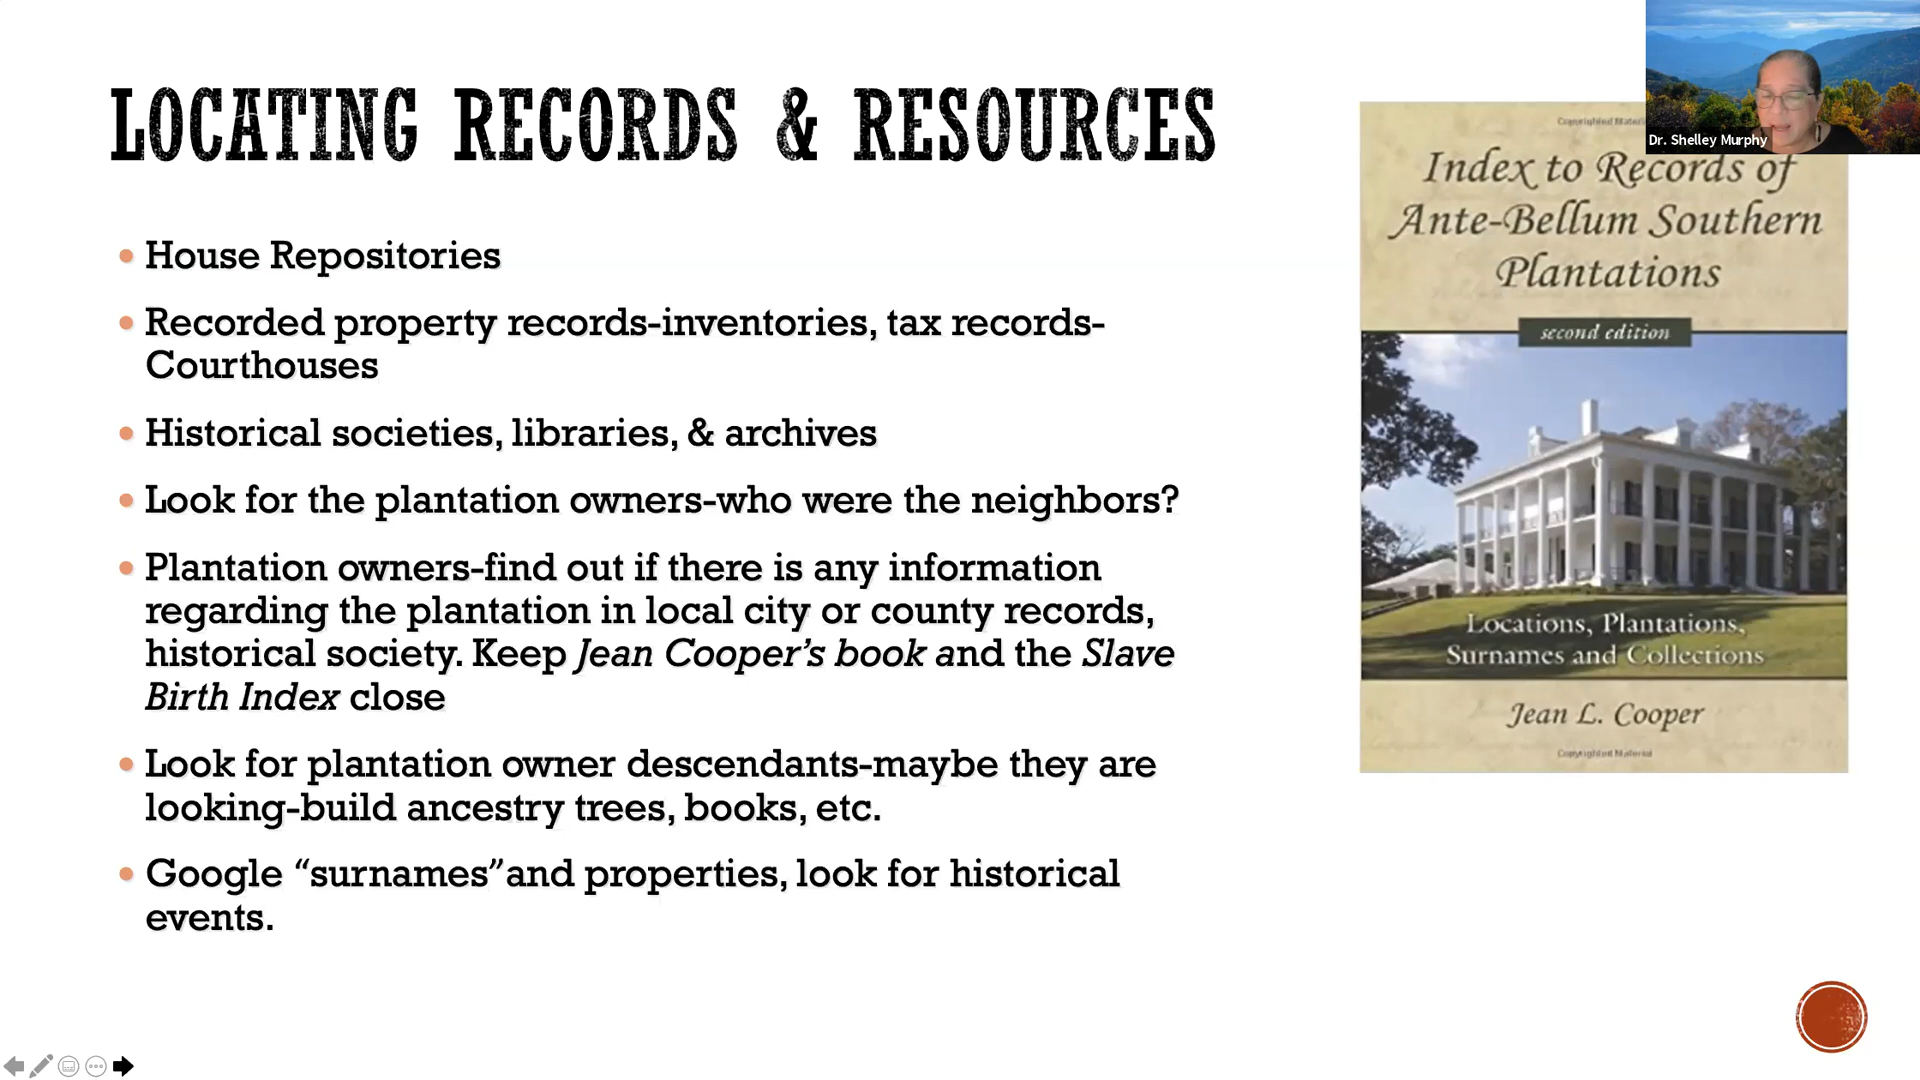 LOCATING RECORDS & RESOURCES
• House Repositories
• Recorded property records-inventories, tax records-
Courthouses
• Historical societies, libraries, & archives
• Look for the plantation owners-who were the neighbors?
• Plantation owners-find out if there is any information
regarding the plantation in local city or county records,
historical society. Keep Jean Cooper’s book and the Slave
Birth Index close
• Look for plantation owner descendants-maybe they are
looking-build ancestry trees, books, etc.
• Google “surnames”and properties, look for historical
events.
Dr. Shelley Murphy
Copyrighted
Index to Records of
Ante-Bellum Southern
Plantations
second edition
Locations, Plantations,
Surnames and Collections
Jean L. Cooper
Copyrighted Material